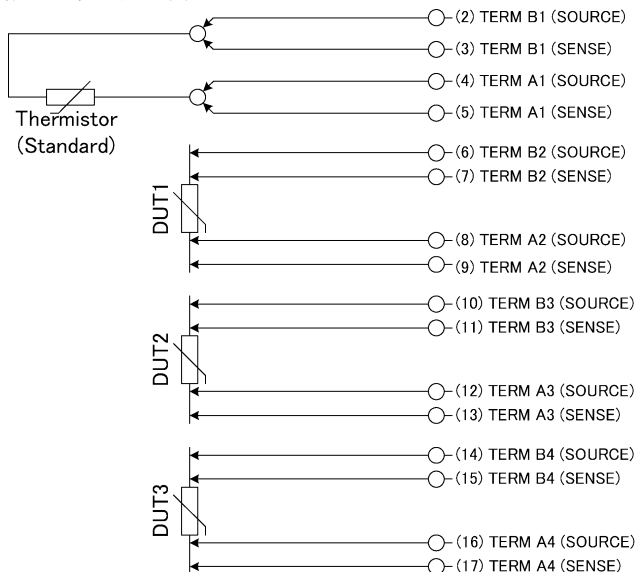 (2) TERM B1 (SOURCE)
(3) TERM B1 (SENSE)
(4) TERM A1 (SOURCE)
(5) TERM A1 (SENSE)
Thermistor
(Standard)
(6) TERM B2 (SOURCE)
(7) TERM B2 (SENSE)
DUT1
(8) TERM A2 (SOURCE)
(9) TERM A2 (SENSE)
(10) TERM B3 (SOURCE)
(11) TERM B3 (SENSE)
DUT2
(12) TERM A3 (SOURCE)
(13) TERM A3 (SENSE)
(14) TERM B4 (SOURCE)
(15) TERM B4 (SENSE)
DUT3
(16) TERM A4 (SOURCE)
(17) TERM A4 (SENSE)